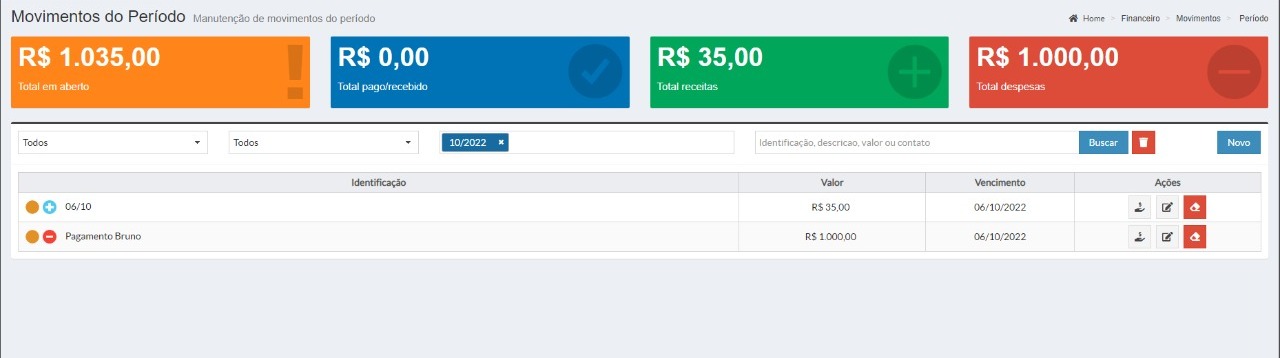 Movimentos do Período Manutenção de movimentos do período
Home > Financeiro > Movimentos > Período
R$ 1.035,00
Total em aberto
R$ 0,00
Total pago/recebido
R$ 35,00
Total receitas
R$ 1.000,00
Total despesas
Todos Todos 10/2022 × Identificação, descricao, valor ou contato Buscar Novo
Identificação Valor Vencimento Ações
06/10 R$ 35,00 06/10/2022
Pagamento Bruno R$ 1.000,00 06/10/2022